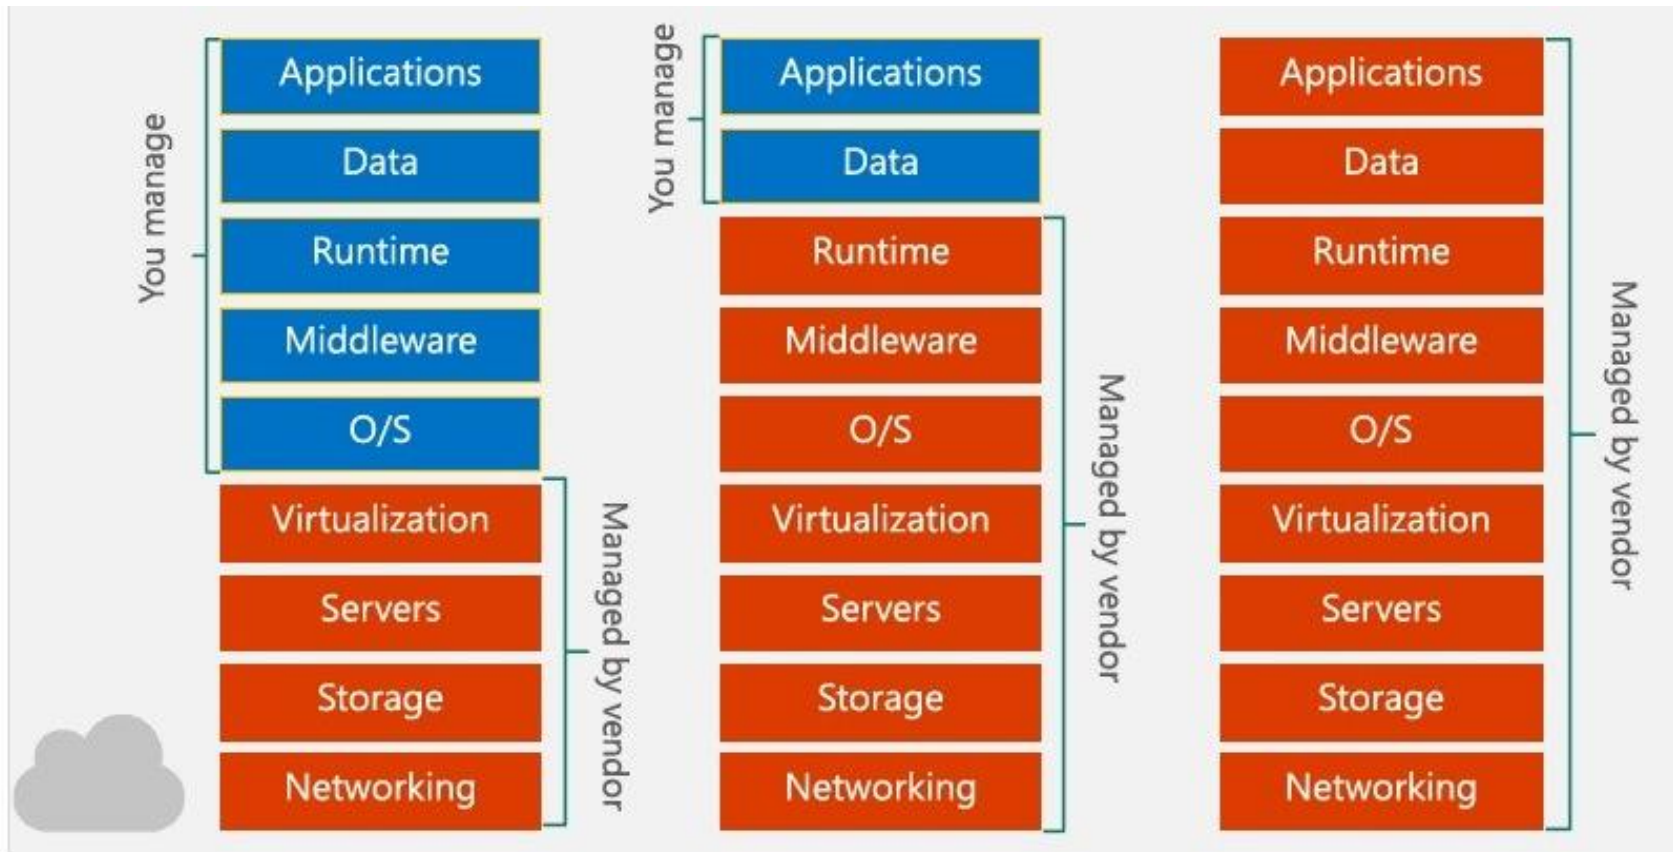 You manage
Applications
Data
Runtime
Middleware
O/S
Virtualization
Servers
Storage
Networking
Managed by vendor
You manage
Applications
Data
Runtime
Middleware
O/S
Virtualization
Servers
Storage
Networking
Managed by vendor
Applications
Data
Runtime
Middleware
O/S
Virtualization
Servers
Storage
Networking
Managed by vendor